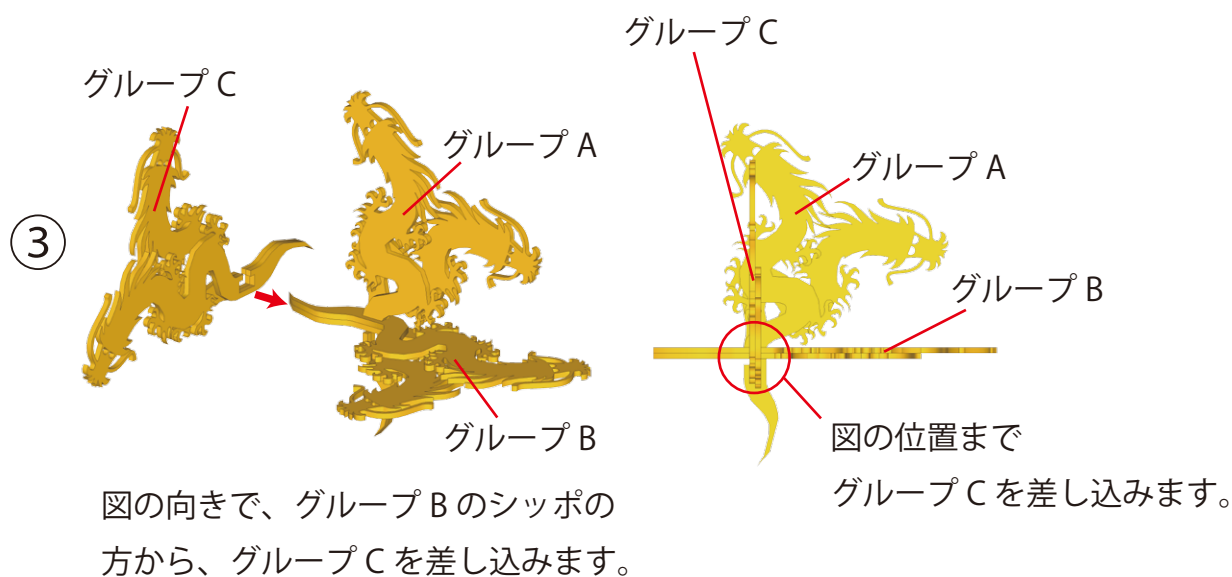 ③
グループ C
グループ A
グループ B
図の向きで、グループ B のシッポの
方から、グループ C を差し込みます。
グループ C
グループ A
グループ B
図の位置まで
グループ C を差し込みます。